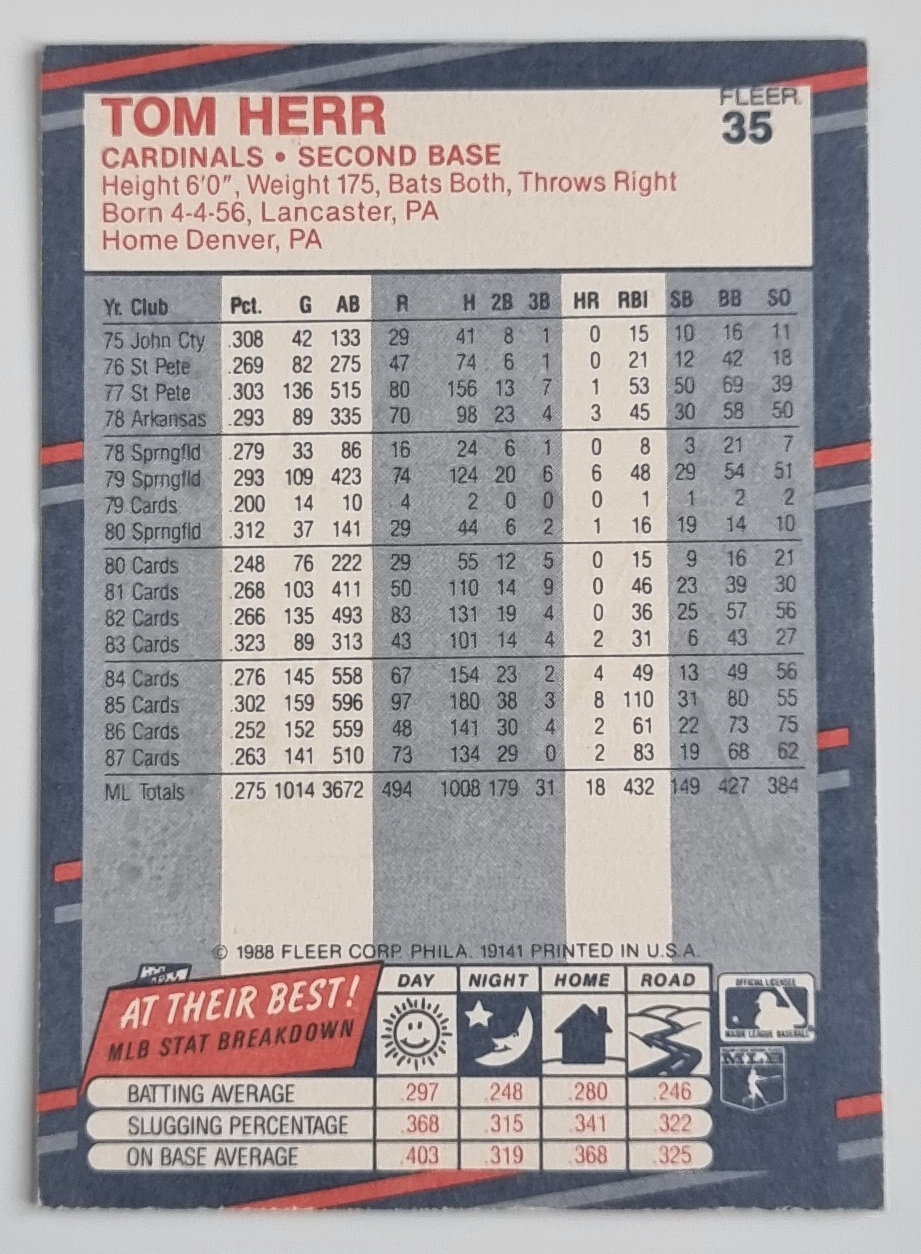 TOM HERR
FLEER
35
CARDINALS • SECOND BASE
Height 6'0", Weight 175, Bats Both, Throws Right
Born 4-4-56, Lancaster, PA
Home Denver, PA
Yr. Club Pct. G AB R H 2B 3B HR RBI SB BB SO
75 John Cty .308 42 133 29 41 8 1 0 15 10 16 11
76 St Pete .269 82 275 47 74 6 1 0 21 12 42 18
77 St Pete .303 136 515 80 156 13 7 1 53 50 69 39
78 Arkansas .293 89 335 70 98 23 4 3 45 30 58 50
78 Sprngfld .279 33 86 16 24 6 1 0 8 3 21 7
79 Sprngfld .293 109 423 74 124 20 6 6 48 29 54 51
79 Cards .200 14 10 4 2 0 0 0 1 1 2 2
80 Sprngfld .312 37 141 29 44 6 2 1 16 19 14 10
80 Cards .248 76 222 29 55 12 5 0 15 9 16 21
81 Cards .268 103 411 50 110 14 9 0 46 23 39 30
82 Cards .266 135 493 83 131 19 4 0 36 25 57 56
83 Cards .323 89 313 43 101 14 4 2 31 6 43 27
84 Cards .276 145 558 67 154 23 2 4 49 13 49 56
85 Cards .302 159 596 97 180 38 3 8 110 31 80 55
86 Cards .252 152 559 48 141 30 4 2 61 22 73 75
87 Cards .263 141 510 73 134 29 0 2 83 19 68 62
ML Totals .275 1014 3672 494 1008 179 31 18 432 149 427 384
© 1988 FLEER CORP. PHILA. 19141 PRINTED IN U.S.A.
AT THEIR BEST!
MLB STAT BREAKDOWN
DAY NIGHT HOME ROAD
OFFICIAL LICENSEE
MAJOR LEAGUE BASEBALL
MLB
BATTING AVERAGE .297 .248 .280 .246
SLUGGING PERCENTAGE .368 .315 .341 .322
ON BASE AVERAGE .403 .319 .368 .325